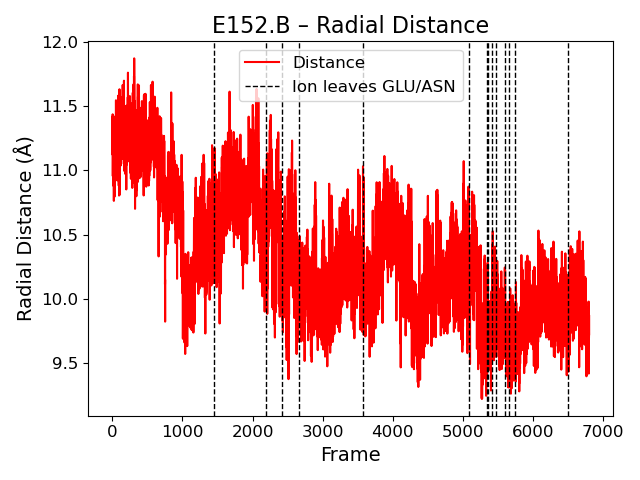 E152.B – Radial Distance
Distance
Ion leaves GLU/ASN
Radial Distance (Å)
12.0
11.5
11.0
10.5
10.0
9.5
0 1000 2000 3000 4000 5000 6000 7000
Frame